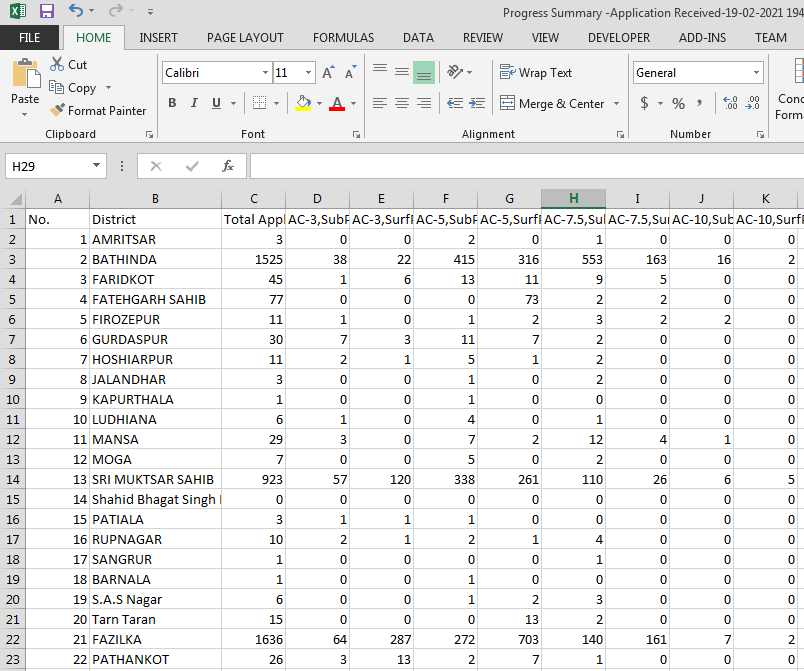 Progress Summary -Application Received-19-02-2021 194
FILE HOME INSERT PAGE LAYOUT FORMULAS DATA REVIEW VIEW DEVELOPER ADD-INS TEAM
Cut
Copy
Format Painter
Paste
Clipboard
Calibri 11
B I U
Font
Wrap Text
Merge & Center
Alignment
General
$ % ,
Number
Cond
Forma
H29 fx
A B C D E F G H I J K
1 No. District Total Appl AC-3,SubP AC-3,SurfP AC-5,SubP AC-5,SurfP AC-7.5,Sub AC-7.5,Sur AC-10,Sub AC-10,SurfP
2 1 AMRITSAR 3 0 0 2 0 1 0 0 0
3 2 BATHINDA 1525 38 22 415 316 553 163 16 2
4 3 FARIDKOT 45 1 6 13 11 9 5 0 0
5 4 FATEHGARH SAHIB 77 0 0 0 73 2 2 0 0
6 5 FIROZEPUR 11 1 0 1 2 3 2 2 0
7 6 GURDASPUR 30 7 3 11 7 2 0 0 0
8 7 HOSHIARPUR 11 2 1 5 1 2 0 0 0
9 8 JALANDHAR 3 0 0 1 0 2 0 0 0
10 9 KAPURTHALA 1 0 0 1 0 0 0 0 0
11 10 LUDHIANA 6 1 0 4 0 1 0 0 0
12 11 MANSA 29 3 0 7 2 12 4 1 0
13 12 MOGA 7 0 0 5 0 2 0 0 0
14 13 SRI MUKTSAR SAHIB 923 57 120 338 261 110 26 6 5
15 14 Shahid Bhagat Singh 0 0 0 0 0 0 0 0 0
16 15 PATIALA 3 1 1 1 0 0 0 0 0
17 16 RUPNAGAR 10 2 1 2 1 4 0 0 0
18 17 SANGRUR 1 0 0 0 0 1 0 0 0
19 18 BARNALA 1 0 0 1 0 0 0 0 0
20 19 S.A.S Nagar 6 0 0 1 2 3 0 0 0
21 20 Tarn Taran 15 0 0 0 13 2 0 0 0
22 21 FAZILKA 1636 64 287 272 703 140 161 7 2
23 22 PATHANKOT 26 3 13 2 7 1 0 0 0